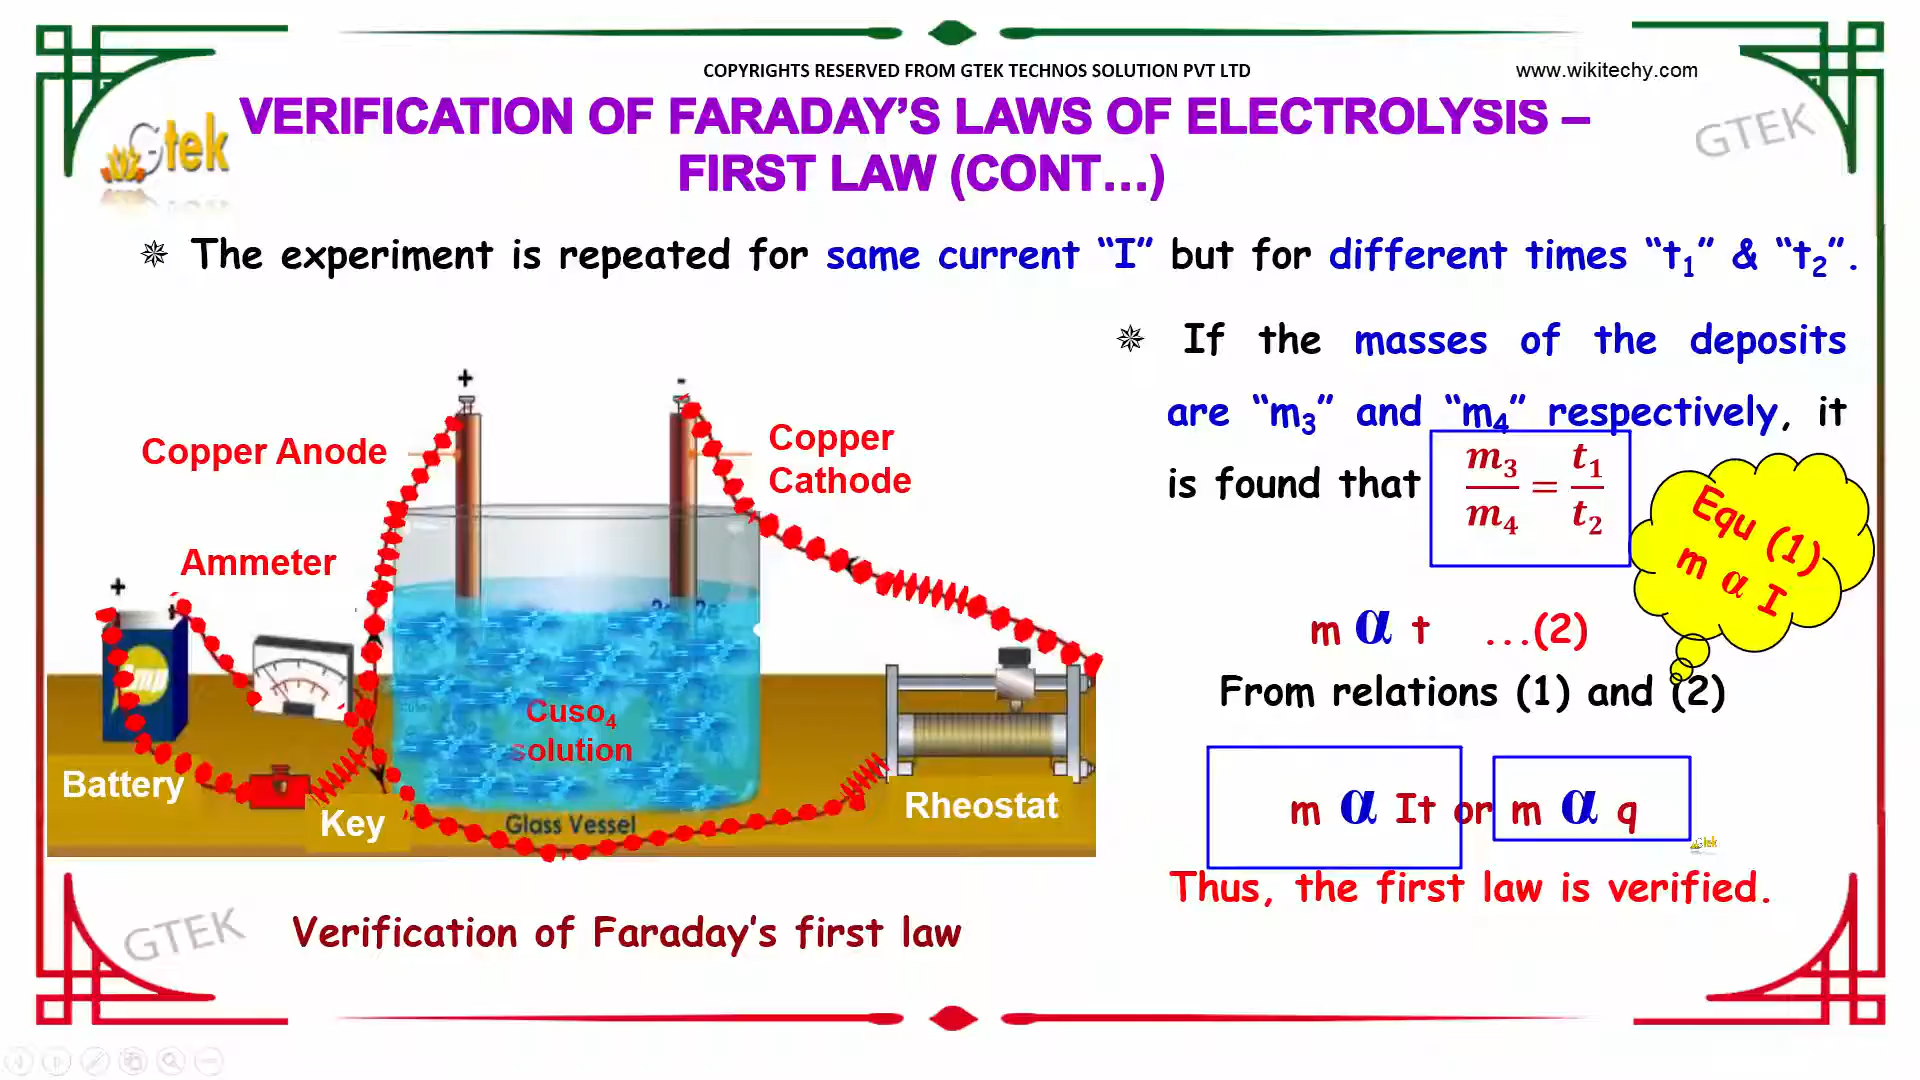 COPYRIGHTS RESERVED FROM GTEK TECHNOS SOLUTION PVT LTD
www.wikitechy.com
Gtek
VERIFICATION OF FARADAY’S LAWS OF ELECTROLYSIS –
FIRST LAW (CONT...)
GTEK
The experiment is repeated for same current “I” but for different times “t₁” & “t₂”.
If the masses of the deposits
are “m₃” and “m₄” respectively, it
is found that m₃/m₄ = t₁/t₂
Equ (1)
m α I
m α t ...(2)
From relations (1) and (2)
m α It or m α q
Thus, the first law is verified.
+
-
Copper Anode
Copper
Cathode
Ammeter
+
Cuso₄
solution
Battery
Key
Glass Vessel
Rheostat
GTEK
Verification of Faraday’s first law